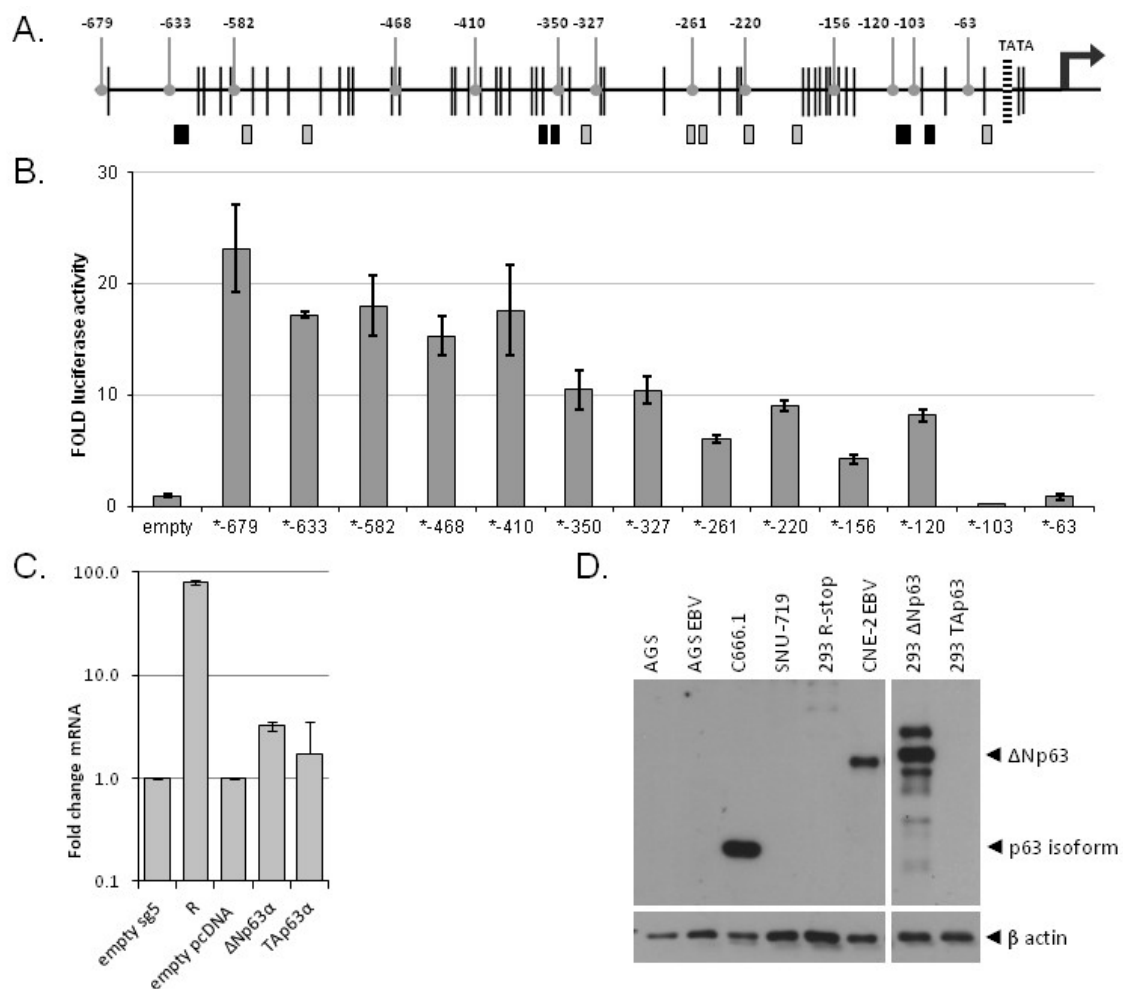 A.
-679 -633 -582 -468 -410 -350 -327 -261 -220 -156 -120 -103 -63
TATA
B.
30
20
10
0
FOLD luciferase activity
empty *-679 *-633 *-582 *-468 *-410 *-350 *-327 *-261 *-220 *-156 *-120 *-103 *-63
C.
100.0
10.0
1.0
0.1
Fold change mRNA
empty sg5
R
empty pcDNA
ΔNp63α
TAp63α
D.
AGS
AGS EBV
C666.1
SNU-719
293 R-stop
CNE-2 EBV
293 ΔNp63
293 TAp63
ΔNp63
p63 isoform
β actin